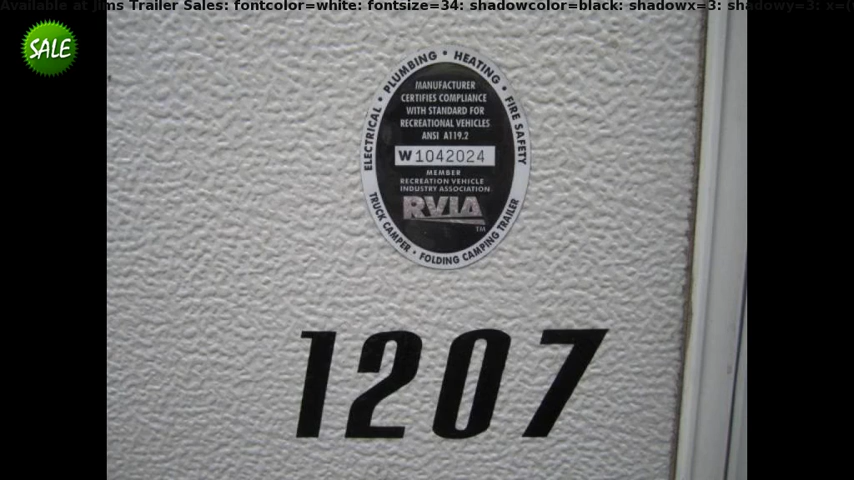 Available at Jims Trailer Sales: fontcolor=white: fontsize=34: shadowcolor=black: shadowx=3: shadowy=3: x=(
SALE
ELECTRICAL • PLUMBING • HEATING • FIRE SAFETY
MANUFACTURER
CERTIFIES COMPLIANCE
WITH STANDARD FOR
RECREATIONAL VEHICLES
ANSI A119.2
W 1042024
MEMBER
RECREATION VEHICLE
INDUSTRY ASSOCIATION
RVIA
TM
TRUCK CAMPER • FOLDING CAMPING TRAILER
1207